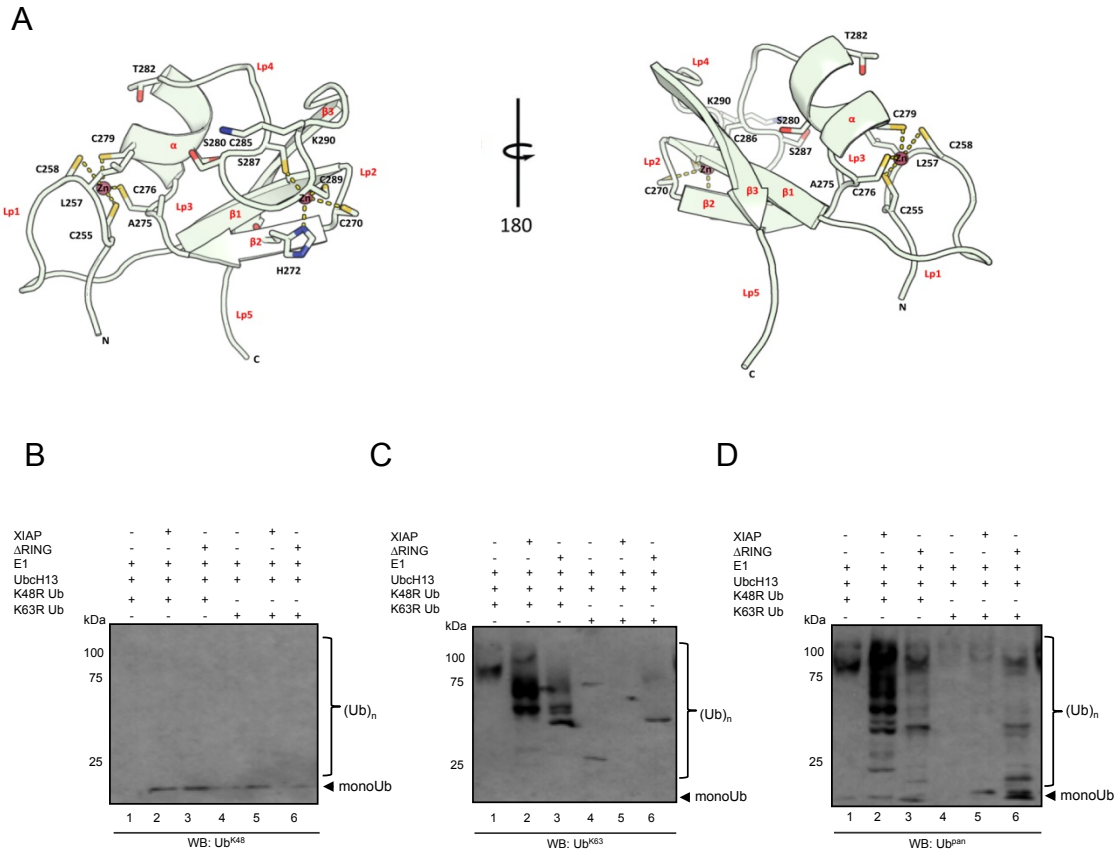 A
T282
Lp4
β3
C279
α
S280
C285
K290
C258
S287
Lp2
Zn
C276
Lp3
C289
Zn
Lp1
L257
β1
A275
C270
C255
β2
H272
Lp5
N
C
180
T282
Lp4
K290
C279
S280
α
C258
C286
S287
Lp2
Lp3
Zn
L257
Zn
A275
C270
β3
β1
C276
β2
C255
Lp1
Lp5
N
C
B
XIAP - + - - + -
ΔRING - - + - - +
E1 + + + + + +
UbcH13 + + + + + +
K48R Ub + + + - - -
K63R Ub - - - + + +
kDa
100
75
25
(Ub)n
monoUb
1 2 3 4 5 6
WB: UbK48
C
XIAP - + - - + -
ΔRING - - + - - +
E1 + + + + + +
UbcH13 + + + + + +
K48R Ub + + + - - -
K63R Ub - - - + + +
kDa
100
75
25
(Ub)n
monoUb
1 2 3 4 5 6
WB: UbK63
D
XIAP - + - - + -
ΔRING - - + - - +
E1 + + + + + +
UbcH13 + + + + + +
K48R Ub + + + - - -
K63R Ub - - - + + +
kDa
100
75
25
(Ub)n
monoUb
1 2 3 4 5 6
WB: Ubpan